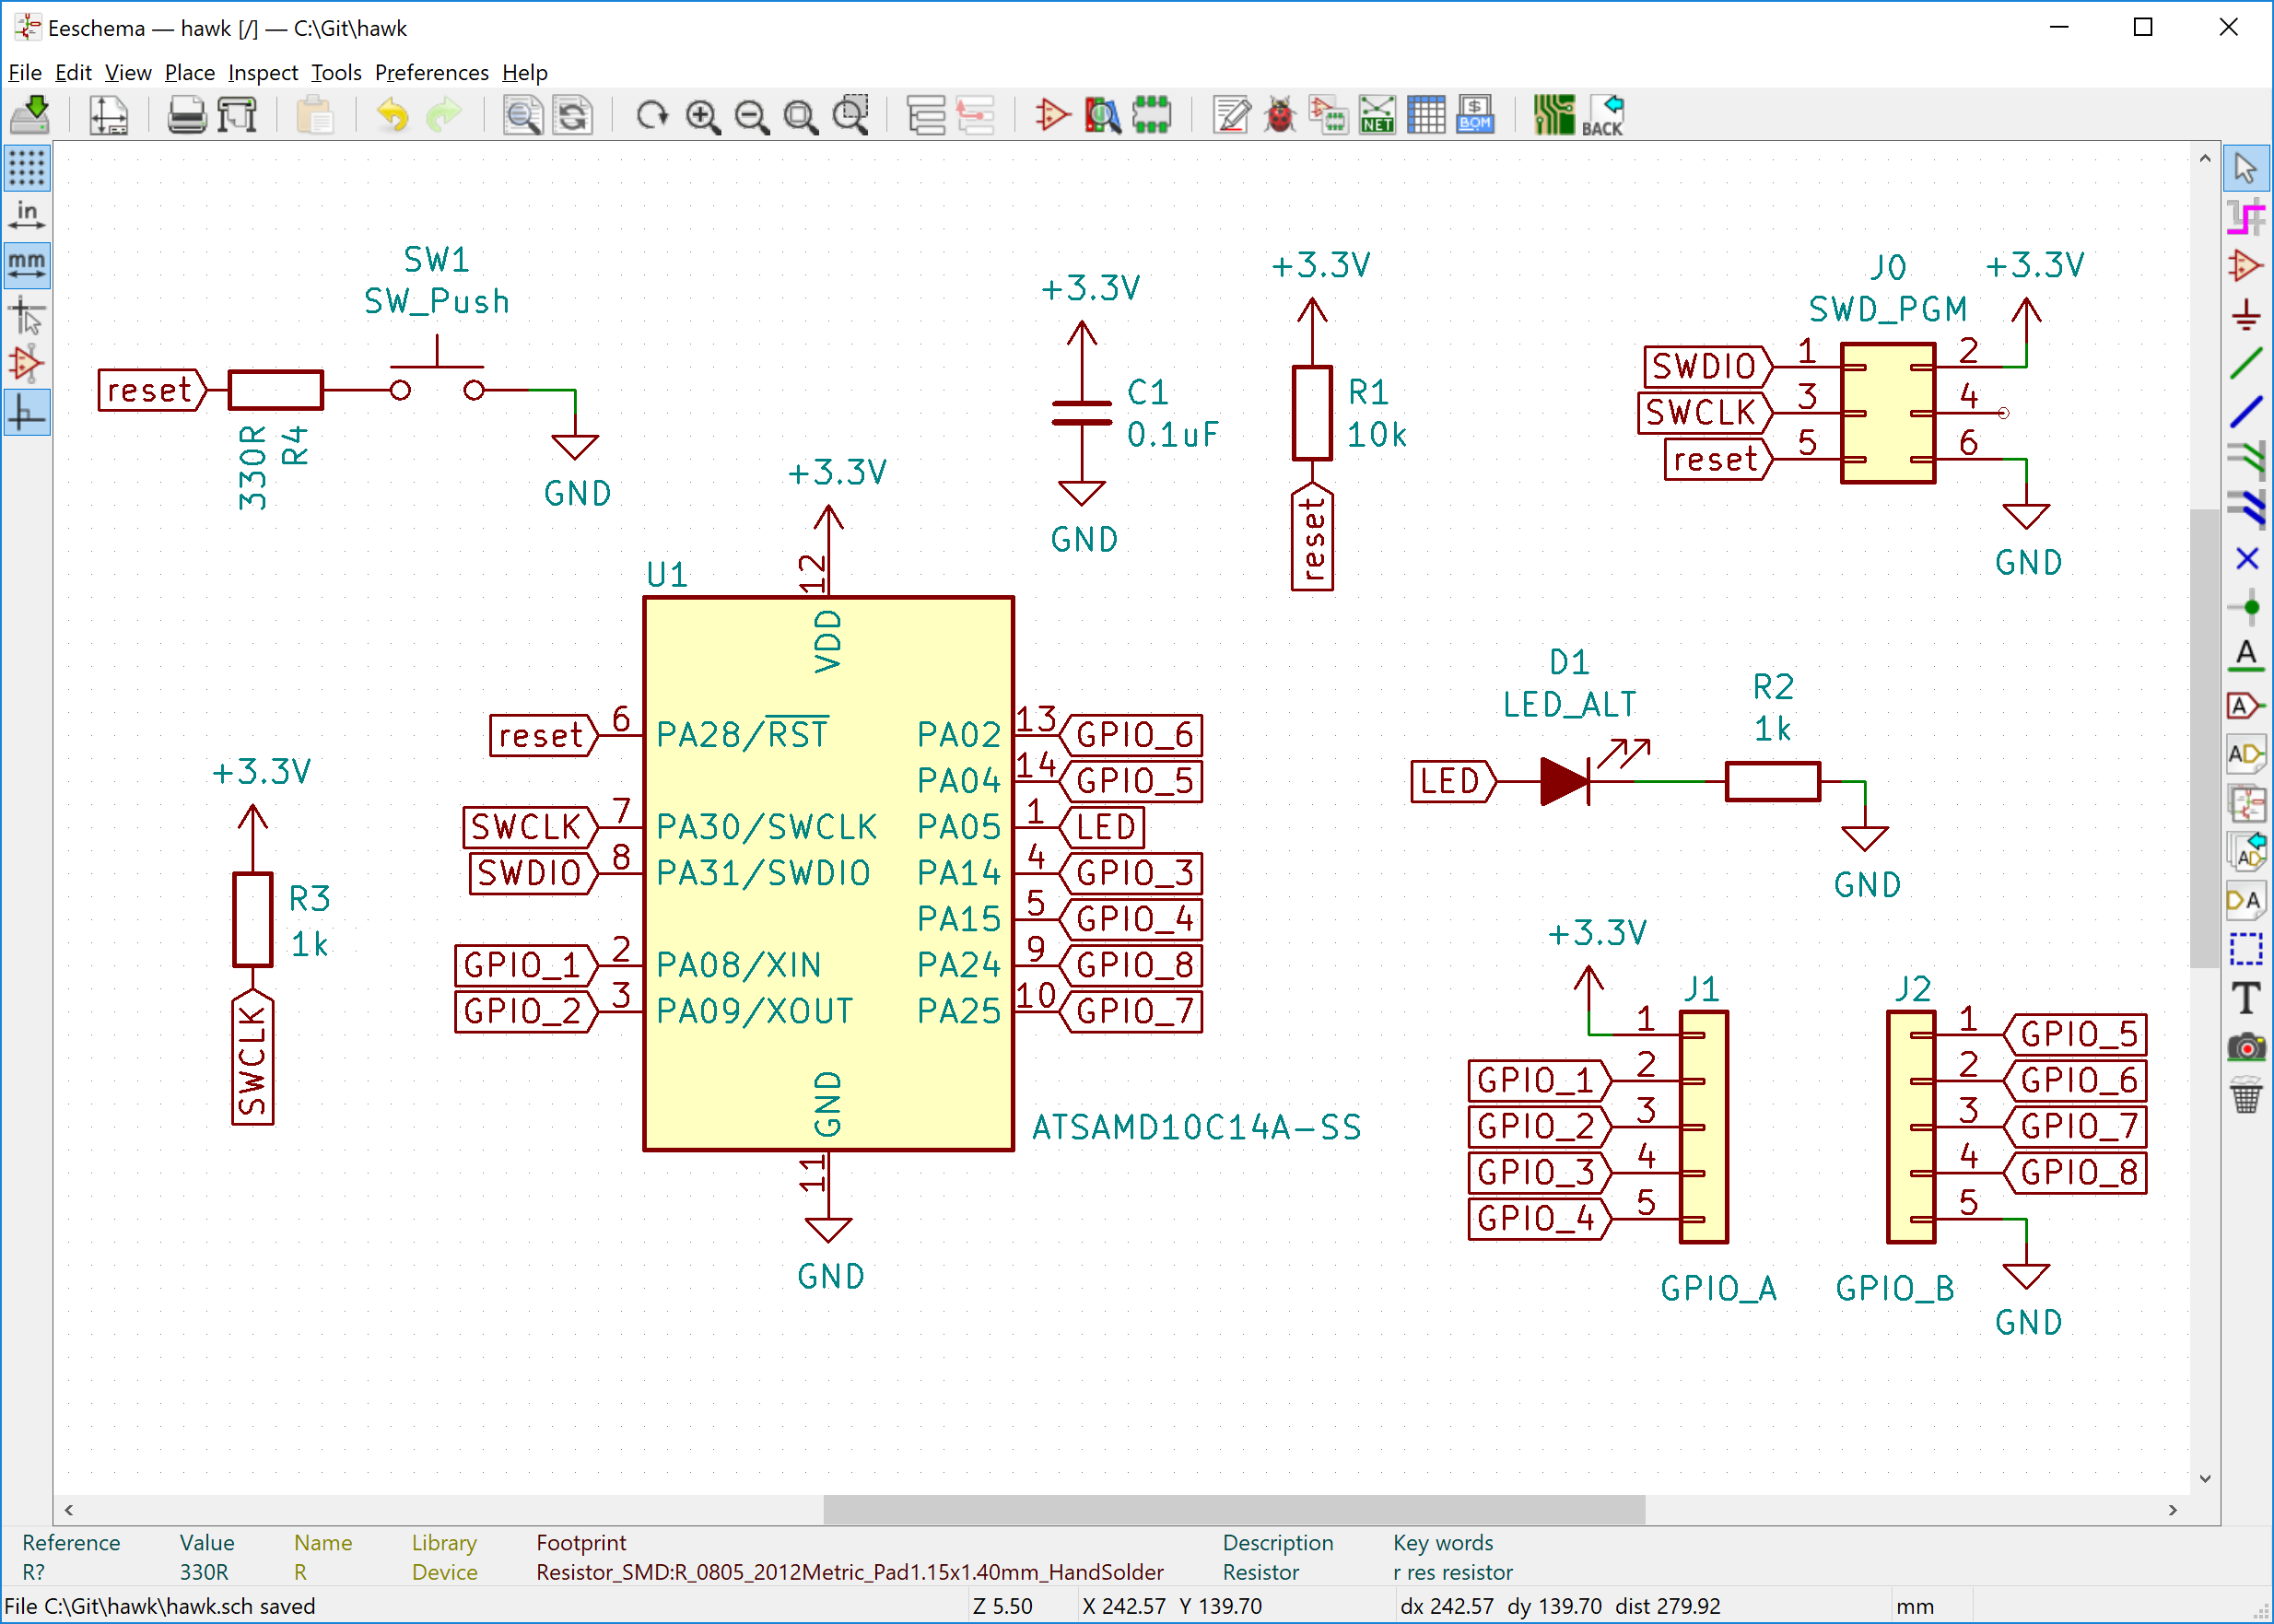 Eeschema — hawk [/] — C:\Git\hawk
File Edit View Place Inspect Tools Preferences Help
NET
$
BOM
BACK
in
mm
A
A
AD
AD
DA
T
SW1
SW_Push
reset
330R
R4
GND
+3.3V
C1
0.1uF
GND
+3.3V
R1
10k
reset
J0
SWD_PGM
+3.3V
SWDIO 1 2
SWCLK 3 4
reset 5 6
GND
+3.3V
12
U1
VDD
reset 6 PA28/RST PA02 13 GPIO_6
PA04 14 GPIO_5
SWCLK 7 PA30/SWCLK PA05 1 LED
SWDIO 8 PA31/SWDIO PA14 4 GPIO_3
PA15 5 GPIO_4
GPIO_1 2 PA08/XIN PA24 9 GPIO_8
GPIO_2 3 PA09/XOUT PA25 10 GPIO_7
GND
11
GND
ATSAMD10C14A-SS
+3.3V
R3
1k
SWCLK
D1
LED_ALT
R2
1k
LED
GND
+3.3V
J1
1
GPIO_1 2
GPIO_2 3
GPIO_3 4
GPIO_4 5
GPIO_A
J2
1 GPIO_5
2 GPIO_6
3 GPIO_7
4 GPIO_8
5
GPIO_B
GND
Reference Value Name Library Footprint Description Key words
R? 330R R Device Resistor_SMD:R_0805_2012Metric_Pad1.15x1.40mm_HandSolder Resistor r res resistor
File C:\Git\hawk\hawk.sch saved Z 5.50 X 242.57 Y 139.70 dx 242.57 dy 139.70 dist 279.92 mm